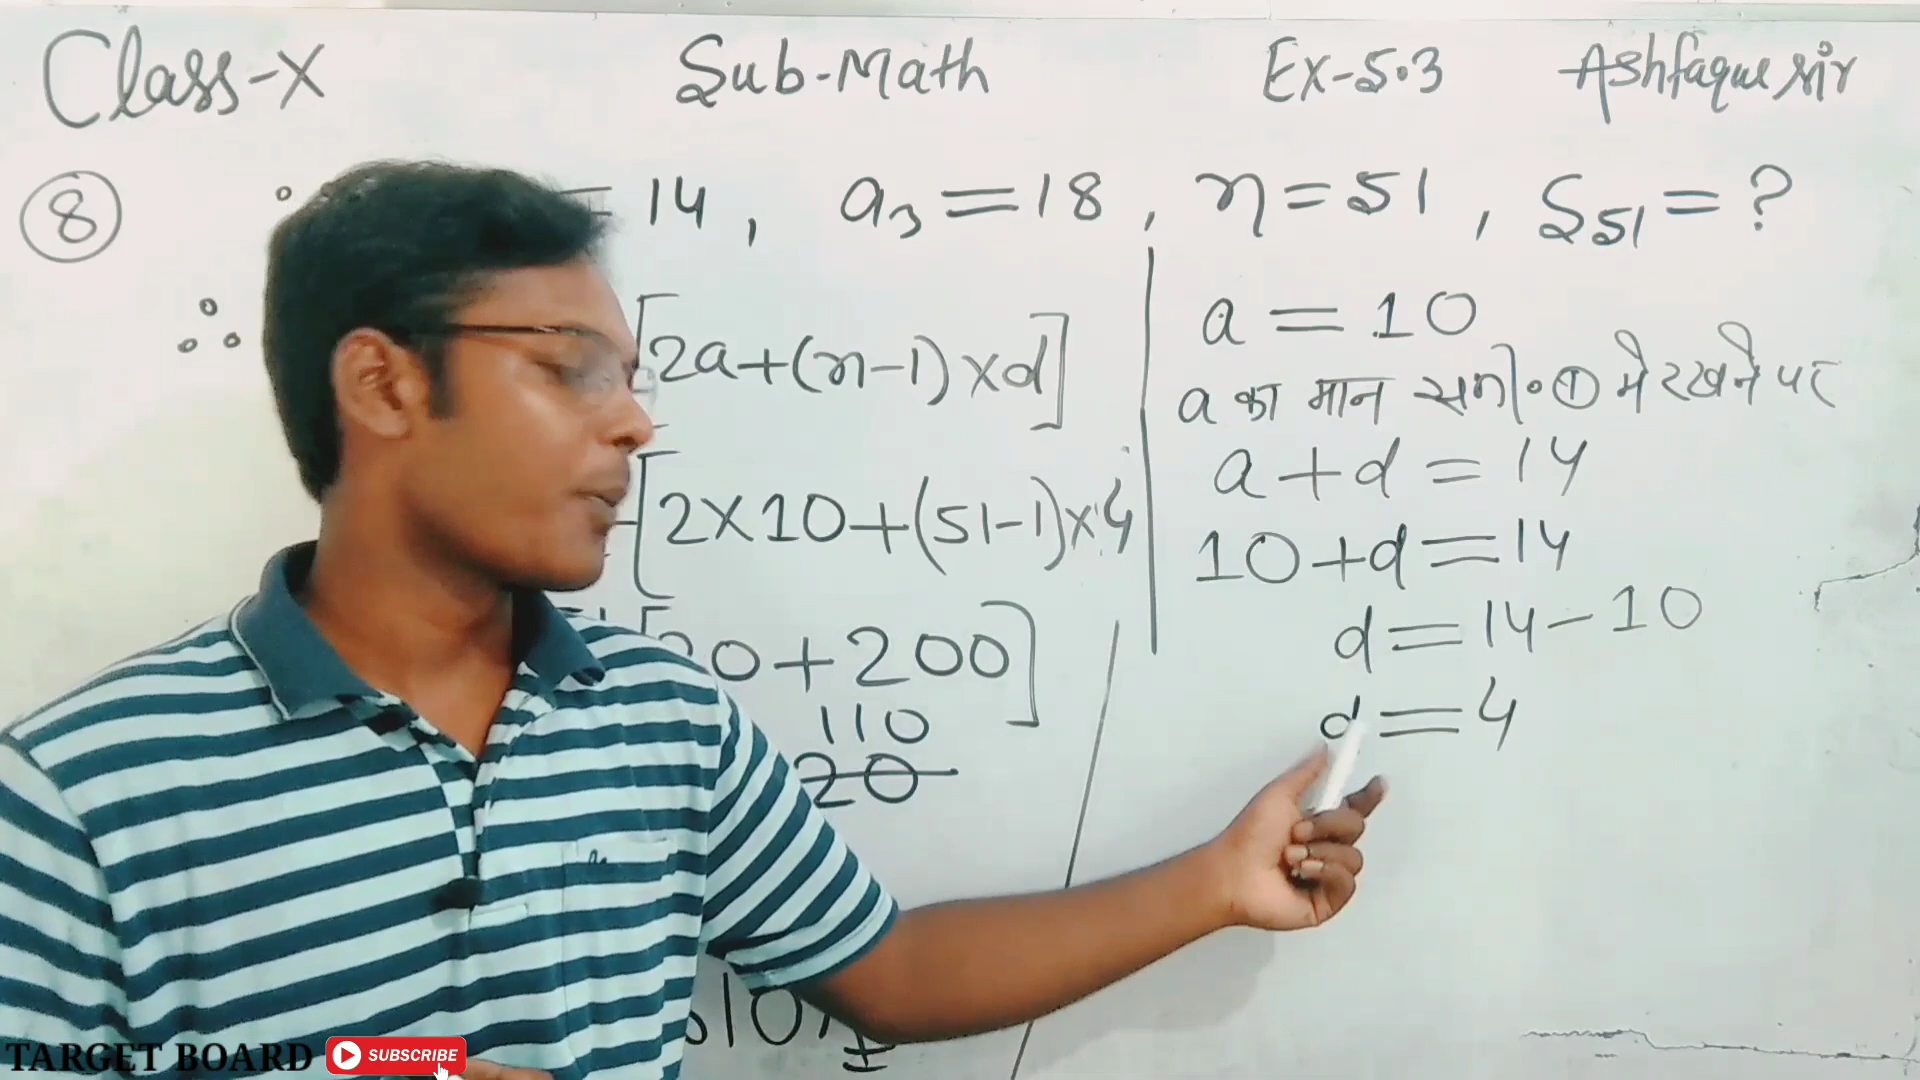 Class-X Sub-Math Ex-5.3 Ashfaque sir
⑧ = 14, a₃ = 18, n = 51, S₅₁ = ?
∴ [2a+(n-1)×d]
[2×10+(51-1)×4
[20+200]
110
20
510
a = 10
a का मान समी० ① मे रखने पर
a + d = 14
10 + d = 14
d = 14 - 10
d = 4
TARGET BOARD SUBSCRIBE